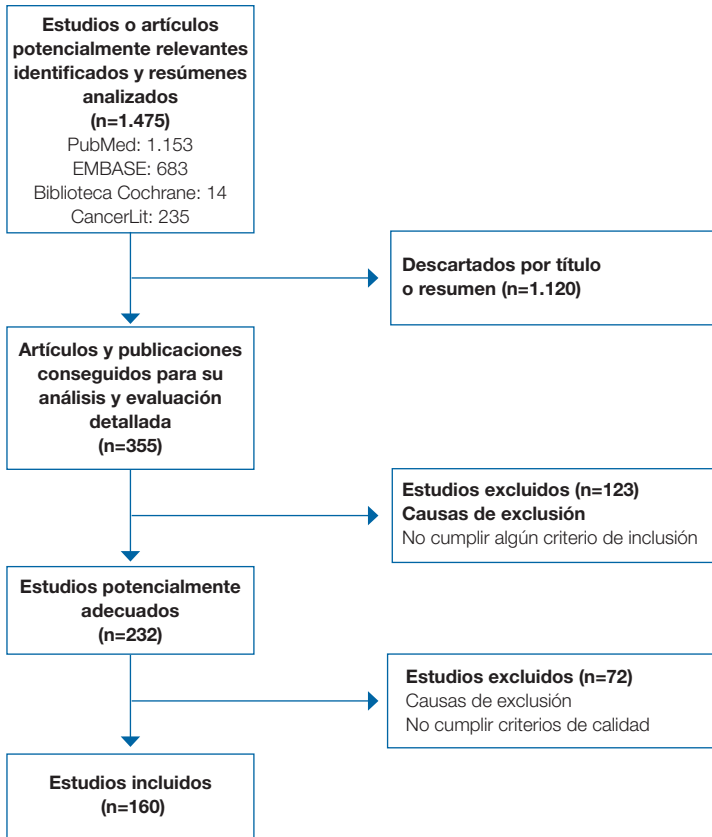 Estudios o artículos
potencialmente relevantes
identificados y resúmenes
analizados
(n=1.475)
PubMed: 1.153
EMBASE: 683
Biblioteca Cochrane: 14
CancerLit: 235
Descartados por título
o resumen (n=1.120)
Artículos y publicaciones
conseguidos para su
análisis y evaluación
detallada
(n=355)
Estudios excluidos (n=123)
Causas de exclusión
No cumplir algún criterio de inclusión
Estudios potencialmente
adecuados
(n=232)
Estudios excluidos (n=72)
Causas de exclusión
No cumplir criterios de calidad
Estudios incluidos
(n=160)